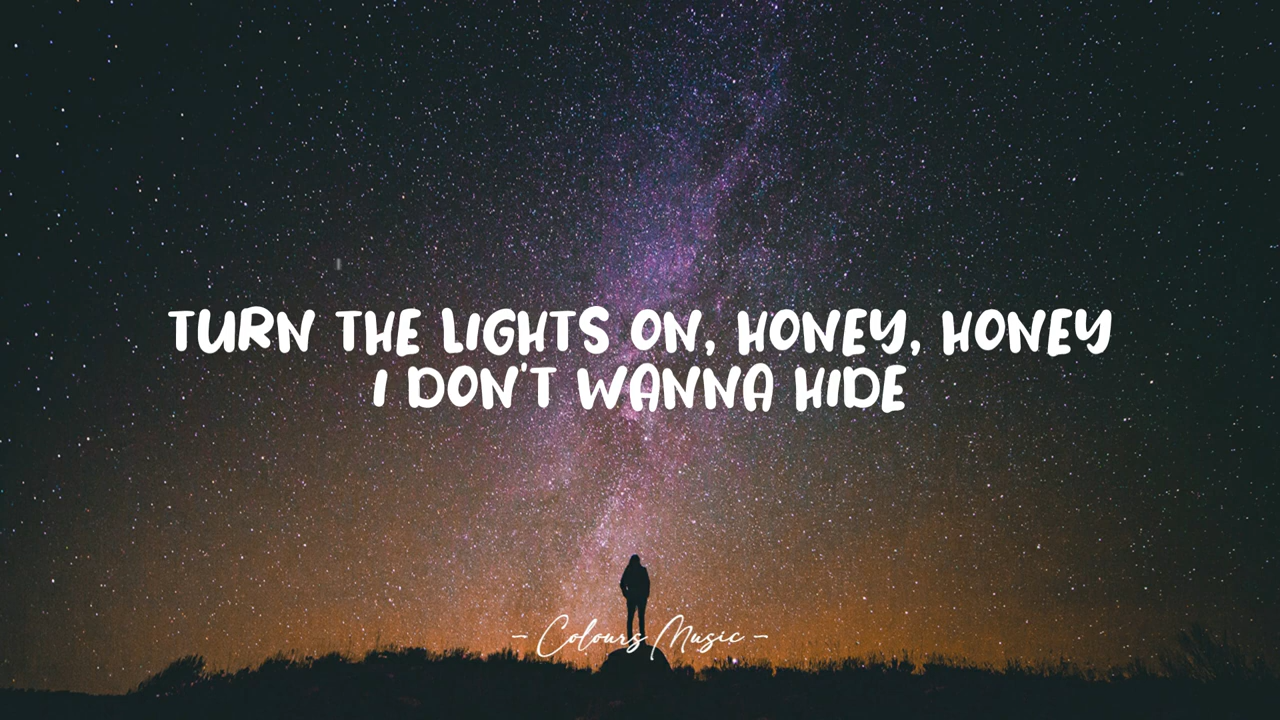 TURN THE LIGHTS ON, HONEY, HONEY
I DON'T WANNA HIDE
- Colours Music -